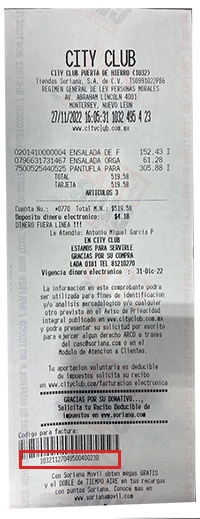 CITY CLUB
CITY CLUB PUERTA DE HIERRO (1032)
Tiendas Soriana, S.A. de C.V. TSO991022PB6
REGIMEN GENERAL DE LEY PERSONAS MORALES
AV. ABRAHAM LINCOLN 4001
MONTERREY, NUEVO LEON
27/11/2022 16:05:31 1032 495 4 23
www.cityclub.com.mx
0201410000004 ENSALADA DE F 152.43 I
0796631731467 ENSALADA ORGA 61.28
7500525440525 PANTUFLA PARA 305.88 I
TOTAL 519.58
TARJETA 519.58
ARTICULOS 3
Cuenta No.: *0770 Total M.N.: $519.58
Deposito dinero electronico: $4.18
DINERO FUERA LINEA !!!
Le Atendio: Antonio Miguel Garcia P
EN CITY CLUB
ESTAMOS PARA SERVIRLE
GRACIAS POR SU COMPRA
LADA 0181 TEL 81210270
Vigencia dinero electronico : 31-Dic-22
La informacion en este comprobante podra
ser utilizada para fines de identificacion
y/o analisis mercadologico y/o cualquier
otro previsto en el Aviso de Privacidad
integral publicado en www.cityclub.com.mx
y podra presentar su solicitud por escrito
para ejercer algun derecho ARCO a traves
del casc@soriana.com o en el
Modulo de Atencion a Clientes.
Tu aportacion voluntaria es deducible
de impuestos solicita su recibo
en www.cityclub.com/facturacion electronica
GRACIAS POR SU DONATIVO...
Solicita tu Recibo Deducible de
Impuestos en www.soriana.com
Codigo para factura:
10321127049500400230
Con Soriana Movil obten megas GRATIS
y el DOBLE de TIEMPO AIRE en tus recargas
con puntos Soriana. Conoce mas en
www.sorianamovil.com